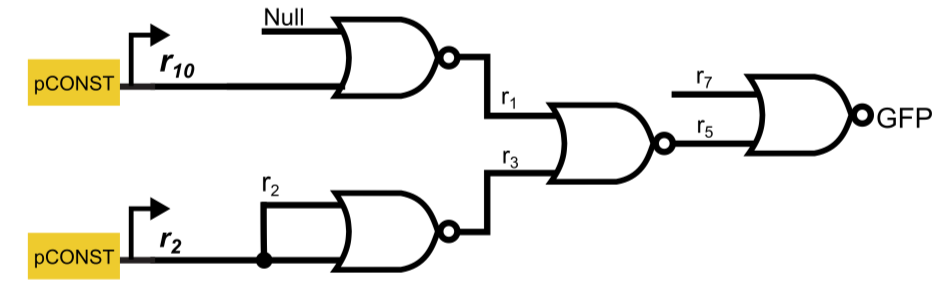 Null
pCONST
r10
r1
r7
r5
GFP
r3
r2
pCONST
r2